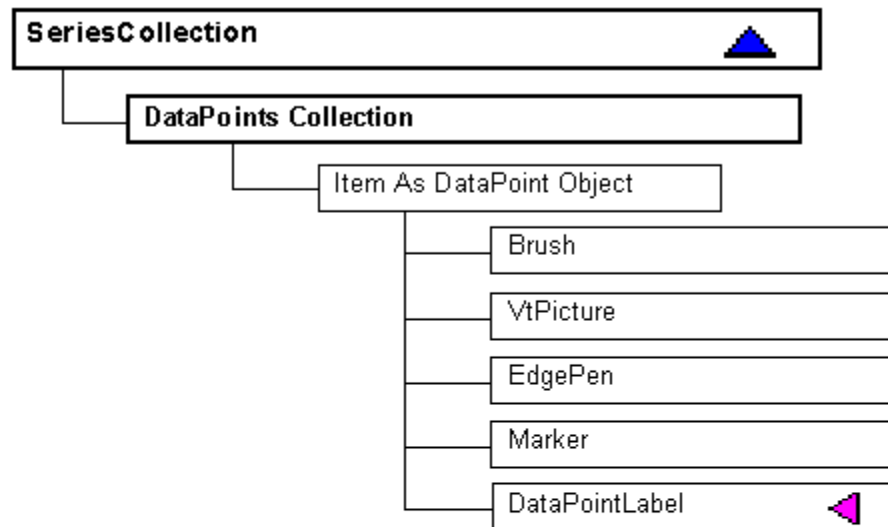 SeriesCollection
DataPoints Collection
Item As DataPoint Object
Brush
VtPicture
EdgePen
Marker
DataPointLabel